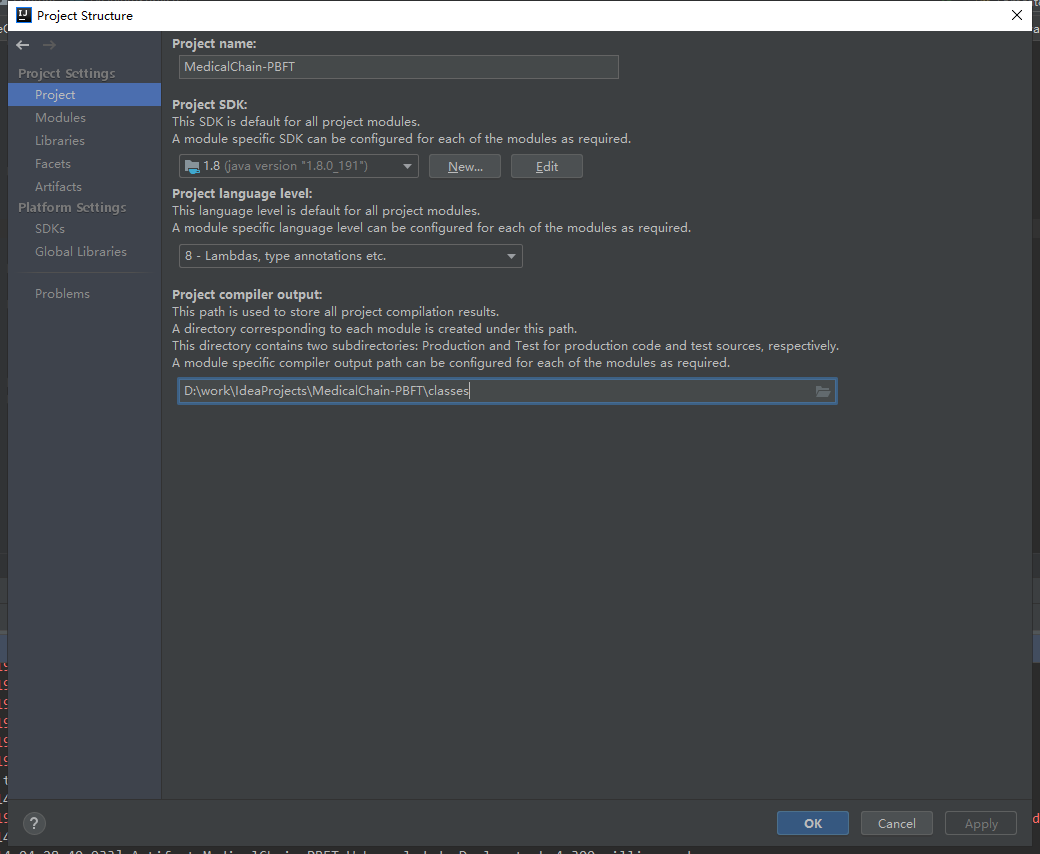 Project Structure
Project Settings
Project
Modules
Libraries
Facets
Artifacts
Platform Settings
SDKs
Global Libraries
Problems
Project name:
MedicalChain-PBFT
Project SDK:
This SDK is default for all project modules.
A module specific SDK can be configured for each of the modules as required.
1.8 (java version "1.8.0_191")
New...
Edit
Project language level:
This language level is default for all project modules.
A module specific language level can be configured for each of the modules as required.
8 - Lambdas, type annotations etc.
Project compiler output:
This path is used to store all project compilation results.
A directory corresponding to each module is created under this path.
This directory contains two subdirectories: Production and Test for production code and test sources, respectively.
A module specific compiler output path can be configured for each of the modules as required.
D:\work\IdeaProjects\MedicalChain-PBFT\classes
?
OK
Cancel
Apply